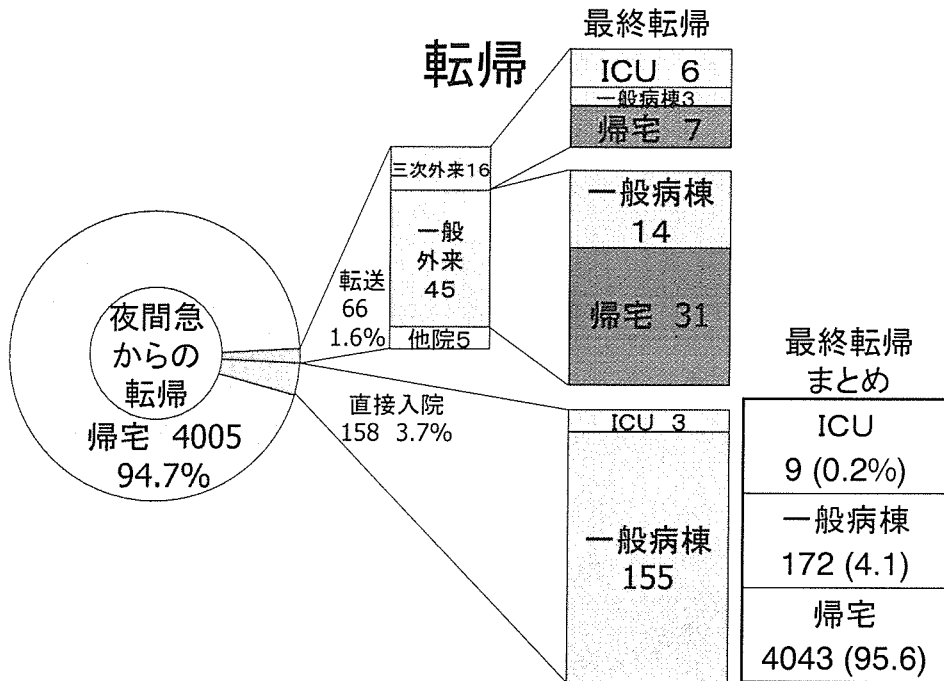 転帰
最終転帰
ICU 6
一般病棟3
帰宅 7
三次外来16
一般
外来
45
他院5
転送
66
1.6%
一般病棟
14
帰宅 31
夜間急
からの
転帰
帰宅 4005
94.7%
直接入院
158 3.7%
ICU 3
一般病棟
155
最終転帰
まとめ
ICU
9 (0.2%)
一般病棟
172 (4.1)
帰宅
4043 (95.6)